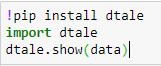 !pip install dtale
import dtale
dtale.show(data)